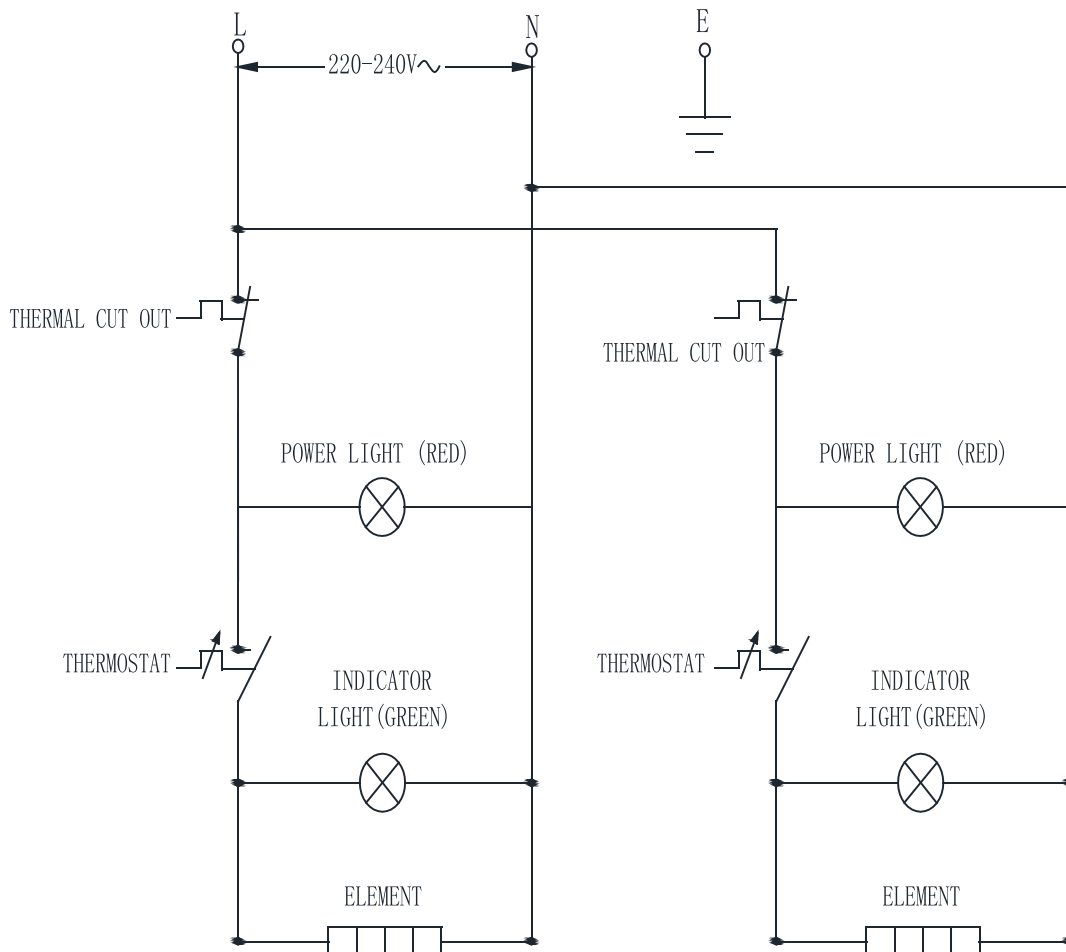 L
N
E
220-240V~
THERMAL CUT OUT
THERMAL CUT OUT
POWER LIGHT (RED)
POWER LIGHT (RED)
THERMOSTAT
THERMOSTAT
INDICATOR
LIGHT(GREEN)
INDICATOR
LIGHT(GREEN)
ELEMENT
ELEMENT